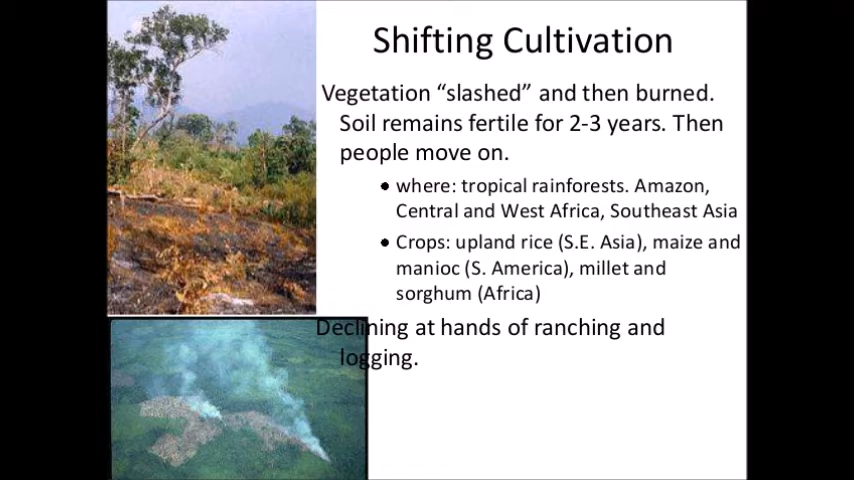 Shifting Cultivation
Vegetation “slashed” and then burned.
Soil remains fertile for 2-3 years. Then
people move on.
• where: tropical rainforests. Amazon,
Central and West Africa, Southeast Asia
• Crops: upland rice (S.E. Asia), maize and
manioc (S. America), millet and
sorghum (Africa)
Declining at hands of ranching and
logging.